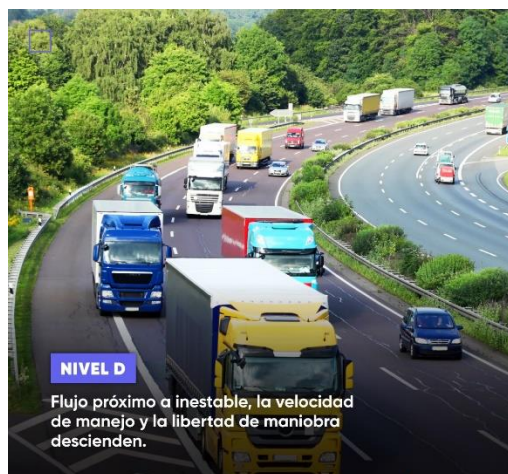 NIVEL D
Flujo próximo a inestable, la velocidad
de manejo y la libertad de maniobra
descienden.